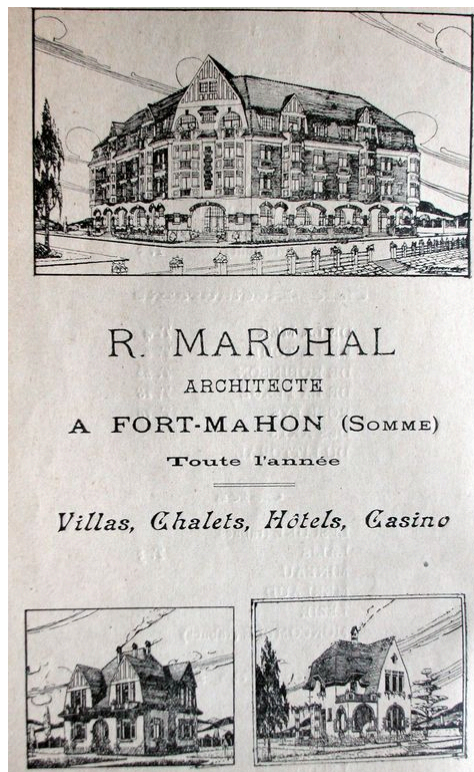 R. MARCHAL
ARCHITECTE
A FORT-MAHON (SOMME)
Toute l'année
Villas, Chalets, Hôtels, Casino